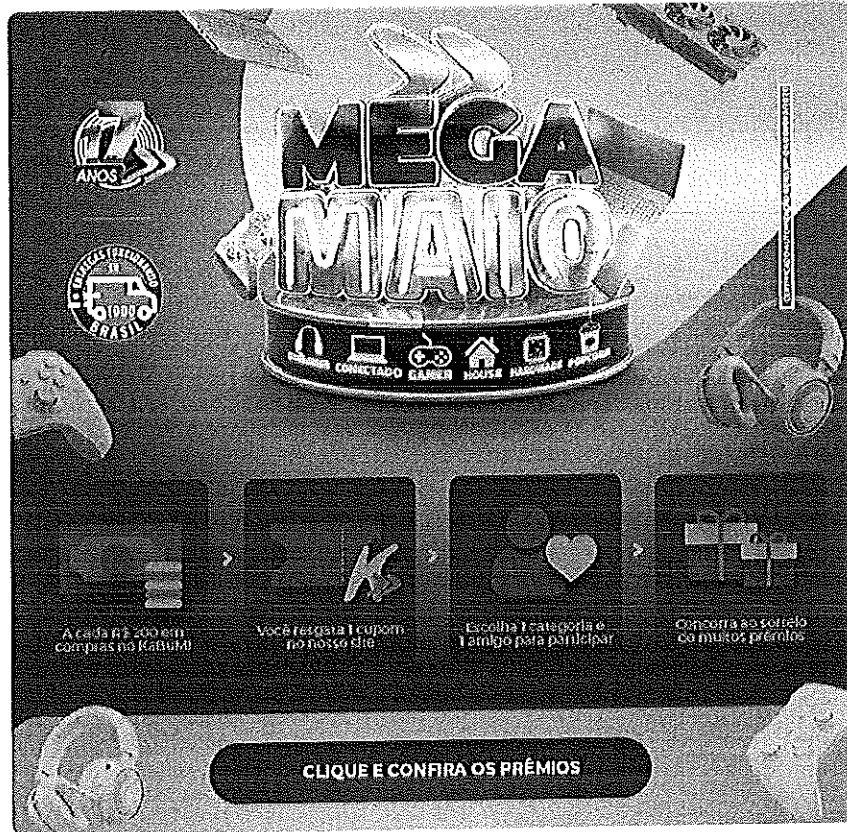 17
ANOS
1000
BRASIL
MEGA
MAIO
CONECTADO
GAMER
HOUSE
HARDWARE
A cada R$ 200 em
compras no KaBuM!
Você resgata 1 cupom
no nosso site
Escolha 1 categoria e
1 amigo para participar
Concorra ao sorteio
de muitos prêmios
CLIQUE E CONFIRA OS PRÊMIOS